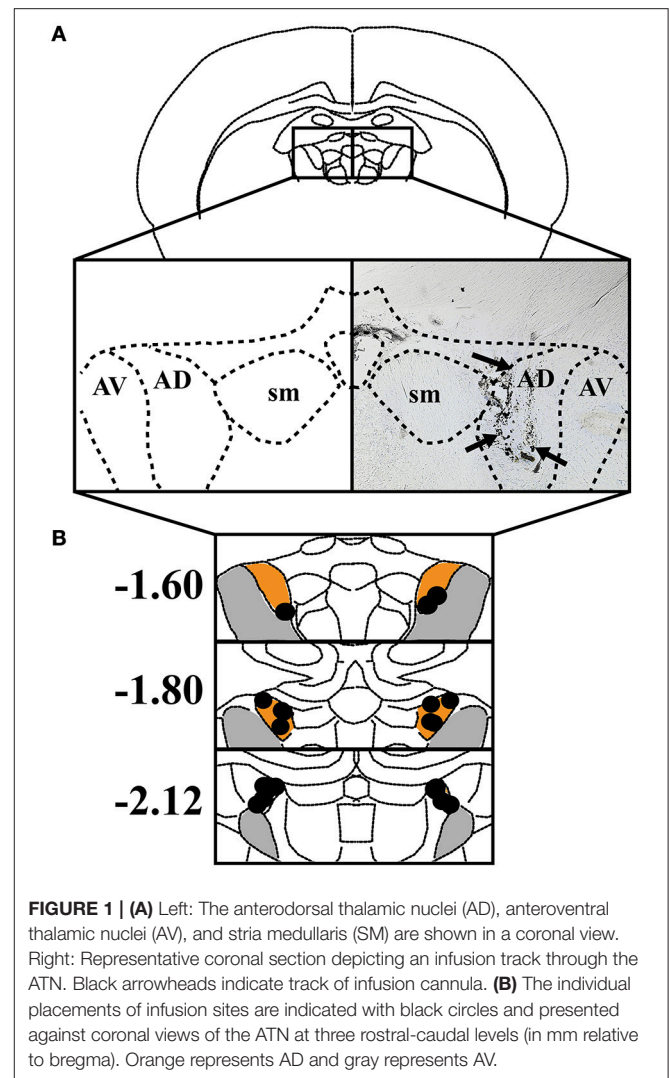 A
AV
AD
sm
sm
AD
AV
B
-1.60
-1.80
-2.12
FIGURE 1 | (A) Left: The anterodorsal thalamic nuclei (AD), anteroventral
thalamic nuclei (AV), and stria medullaris (SM) are shown in a coronal view.
Right: Representative coronal section depicting an infusion track through the
ATN. Black arrowheads indicate track of infusion cannula. (B) The individual
placements of infusion sites are indicated with black circles and presented
against coronal views of the ATN at three rostral-caudal levels (in mm relative
to bregma). Orange represents AD and gray represents AV.